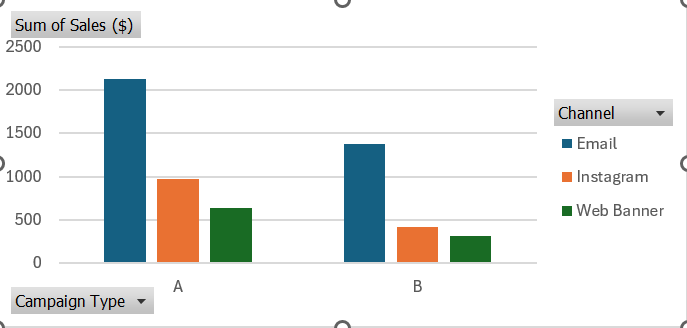 Sum of Sales ($)
2500
2000
1500
1000
500
0
A
B
Campaign Type
Channel
Email
Instagram
Web Banner